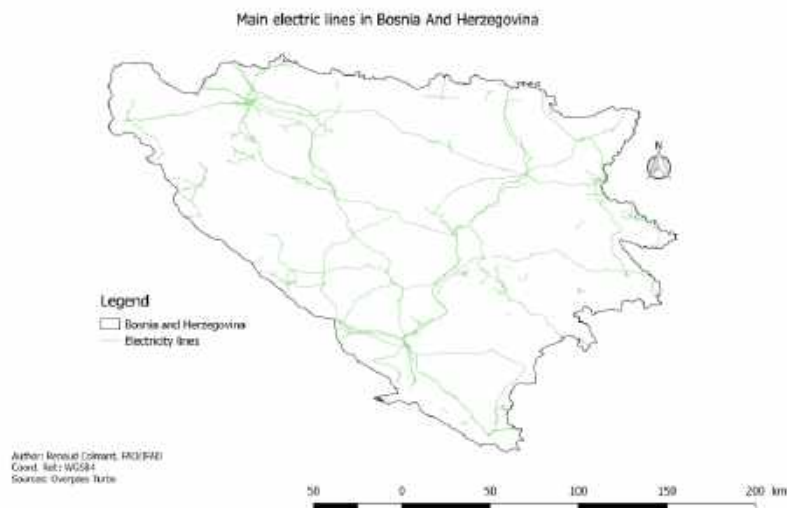 Main electric lines in Bosnia And Herzegovina
N
Legend
Bosnia and Herzegovina
Electricity lines
Author: Renaud Colmant, FAO/IFAD
Coord. Ref.: WGS84
Sources: Overpass Turbo
50 0 50 100 150 200 km